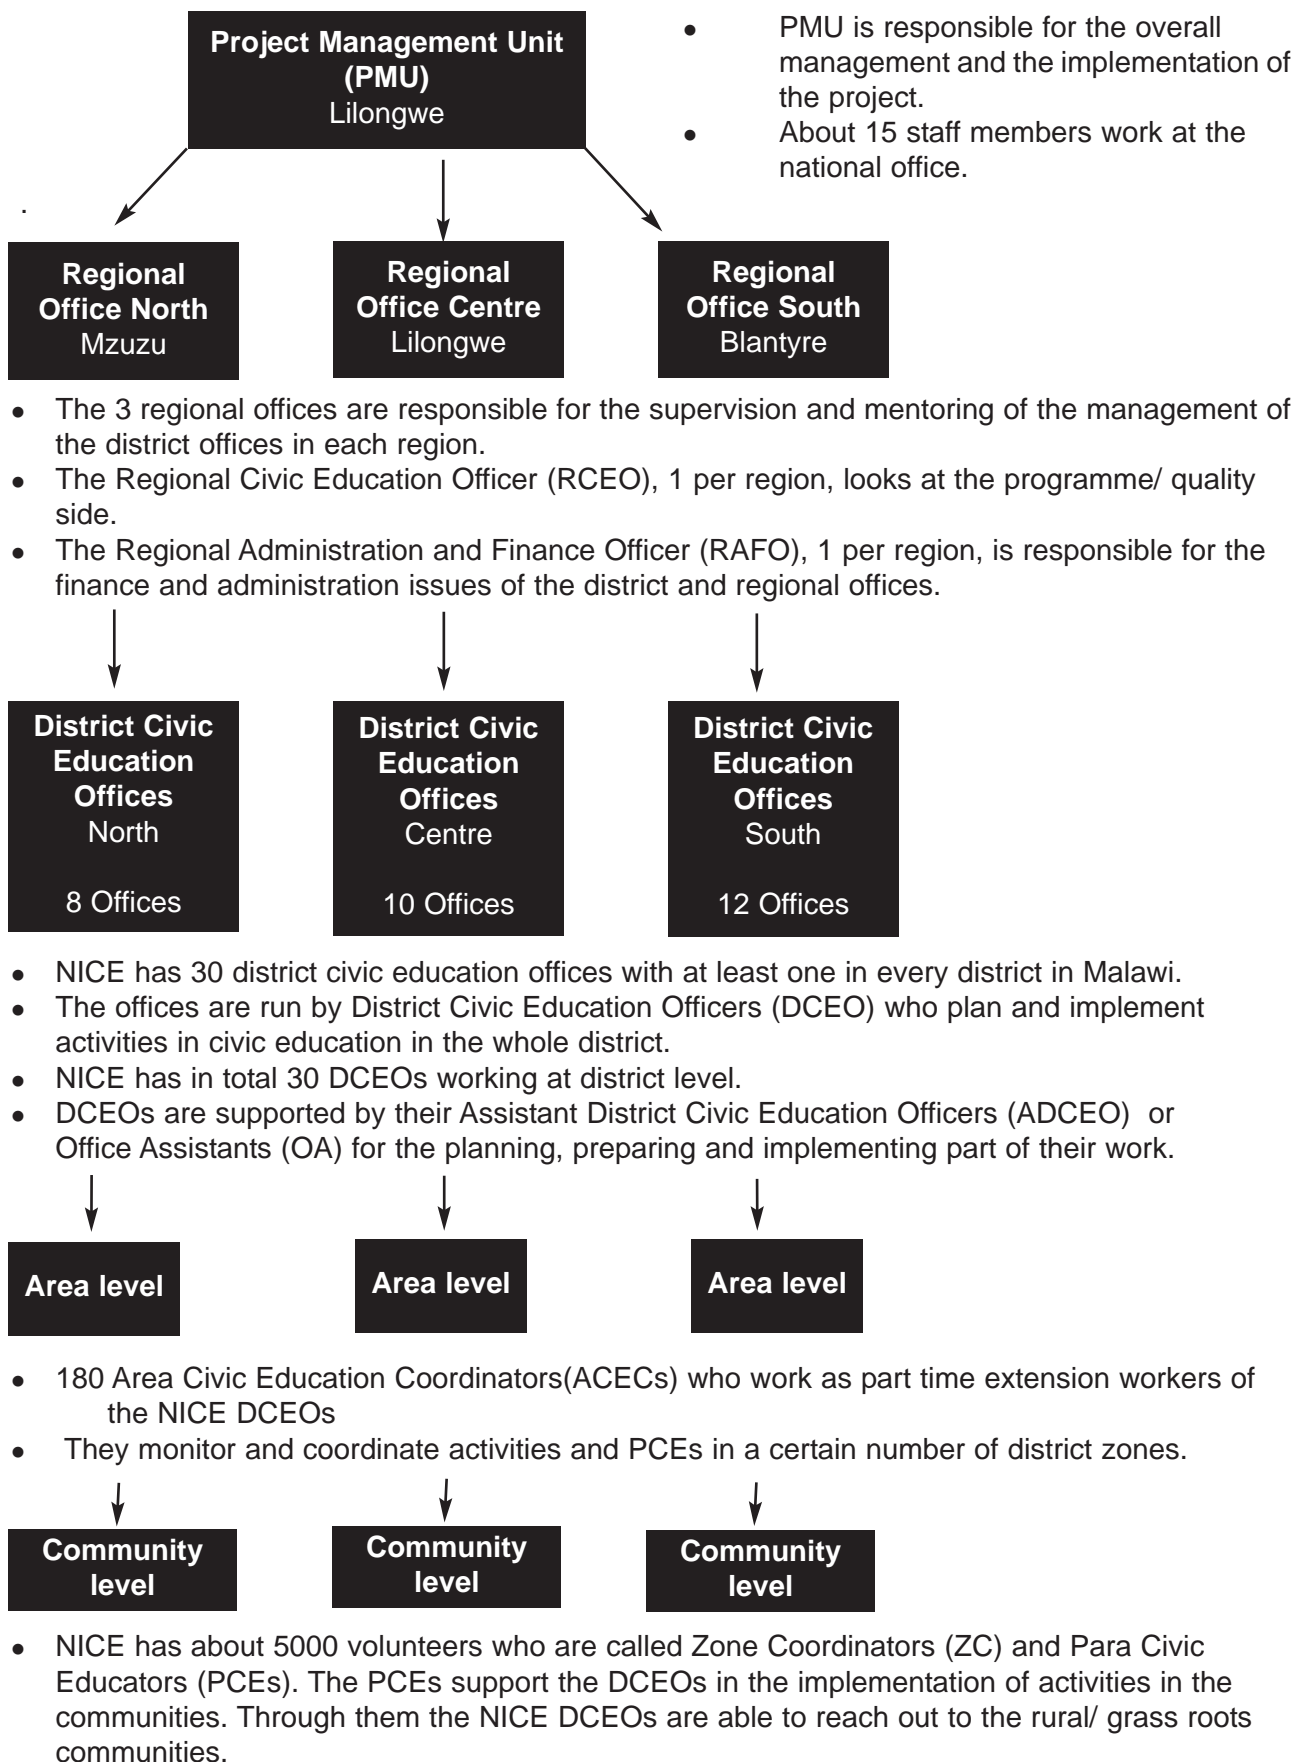 Project Management Unit
(PMU)
Lilongwe
● PMU is responsible for the overall
management and the implementation of
the project.
● About 15 staff members work at the
national office.
.
Regional
Office North
Mzuzu
Regional
Office Centre
Lilongwe
Regional
Office South
Blantyre
● The 3 regional offices are responsible for the supervision and mentoring of the management of
the district offices in each region.
● The Regional Civic Education Officer (RCEO), 1 per region, looks at the programme/ quality
side.
● The Regional Administration and Finance Officer (RAFO), 1 per region, is responsible for the
finance and administration issues of the district and regional offices.
District Civic
Education
Offices
North
8 Offices
District Civic
Education
Offices
Centre
10 Offices
District Civic
Education
Offices
South
12 Offices
● NICE has 30 district civic education offices with at least one in every district in Malawi.
● The offices are run by District Civic Education Officers (DCEO) who plan and implement
activities in civic education in the whole district.
● NICE has in total 30 DCEOs working at district level.
● DCEOs are supported by their Assistant District Civic Education Officers (ADCEO) or
Office Assistants (OA) for the planning, preparing and implementing part of their work.
Area level
Area level
Area level
● 180 Area Civic Education Coordinators(ACECs) who work as part time extension workers of
the NICE DCEOs
● They monitor and coordinate activities and PCEs in a certain number of district zones.
Community
level
Community
level
Community
level
● NICE has about 5000 volunteers who are called Zone Coordinators (ZC) and Para Civic
Educators (PCEs). The PCEs support the DCEOs in the implementation of activities in the
communities. Through them the NICE DCEOs are able to reach out to the rural/ grass roots
communities.